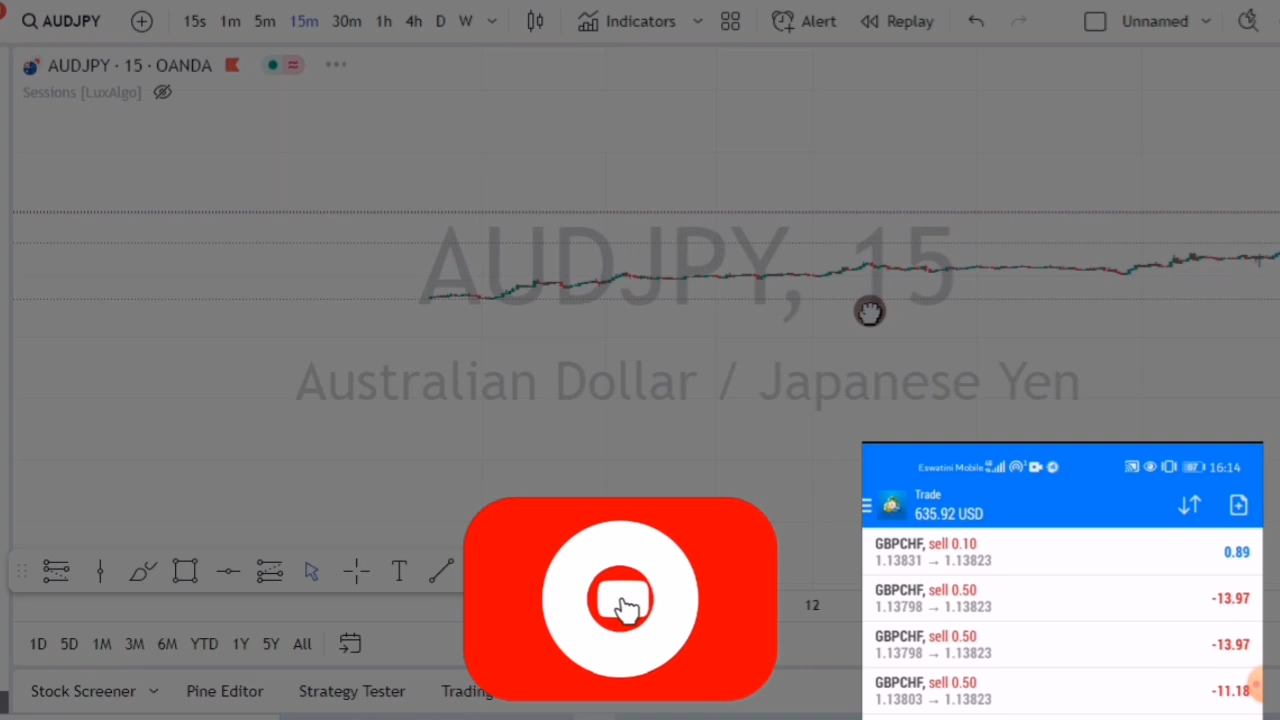 AUDJPY 15s 1m 5m 15m 30m 1h 4h D W Indicators Alert Replay Unnamed
AUDJPY · 15 · OANDA
Sessions [LuxAlgo]
AUDJPY, 15
Australian Dollar / Japanese Yen
Eswatini Mobile 87 16:14
Trade
635.92 USD
GBPCHF, sell 0.10
1.13831 → 1.13823
0.89
GBPCHF, sell 0.50
1.13798 → 1.13823
-13.97
GBPCHF, sell 0.50
1.13798 → 1.13823
-13.97
GBPCHF, sell 0.50
1.13803 → 1.13823
-11.18
T
12
1D 5D 1M 3M 6M YTD 1Y 5Y All
Stock Screener Pine Editor Strategy Tester Trading